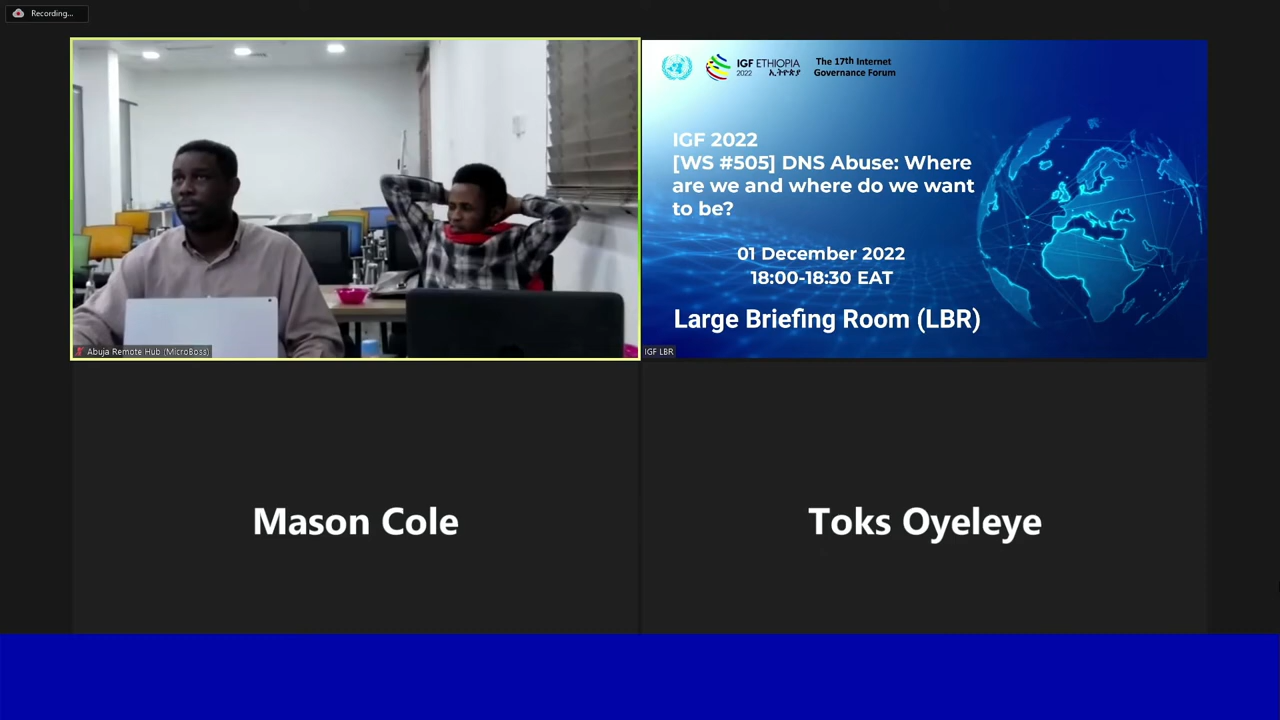 Recording...
IGF ETHIOPIA
2022 ኢትዮጵያ
The 17th Internet
Governance Forum
IGF 2022
[WS #505] DNS Abuse: Where
are we and where do we want
to be?
01 December 2022
18:00-18:30 EAT
Large Briefing Room (LBR)
Abuja Remote Hub (MicroBoss)
IGF LBR
Mason Cole
Toks Oyeleye